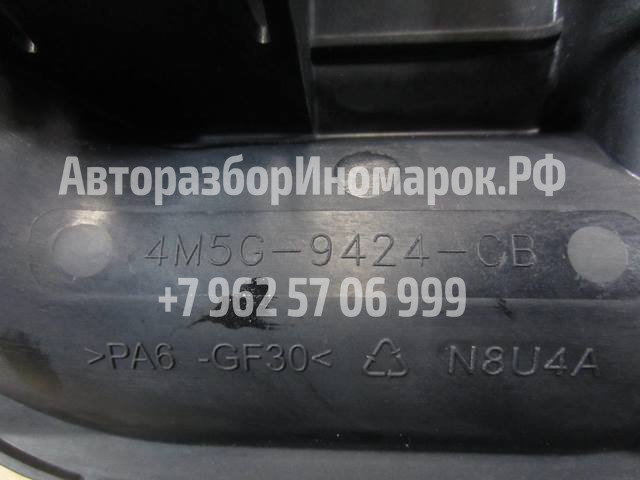 АвторазборИномарок.РФ
4M5G-9424-CB
+7 962 57 06 999
>PA6 -GF30< N8U4A